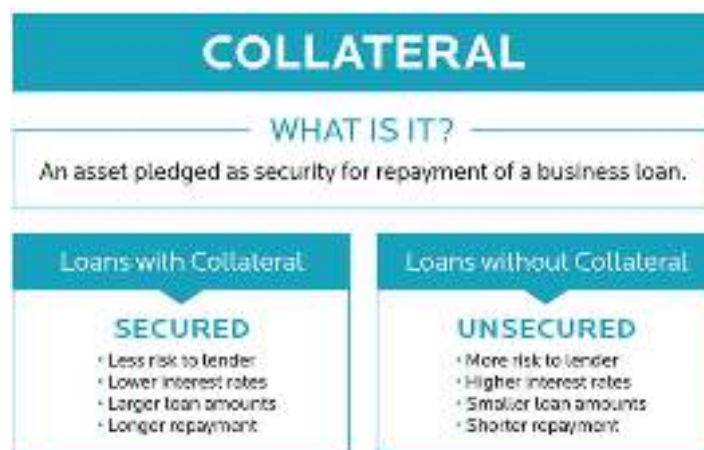 COLLATERAL
WHAT IS IT?
An asset pledged as security for repayment of a business loan.
Loans with Collateral
SECURED
• Less risk to lender
• Lower interest rates
• Larger loan amounts
• Longer repayment
Loans without Collateral
UNSECURED
• More risk to lender
• Higher interest rates
• Smaller loan amounts
• Shorter repayment